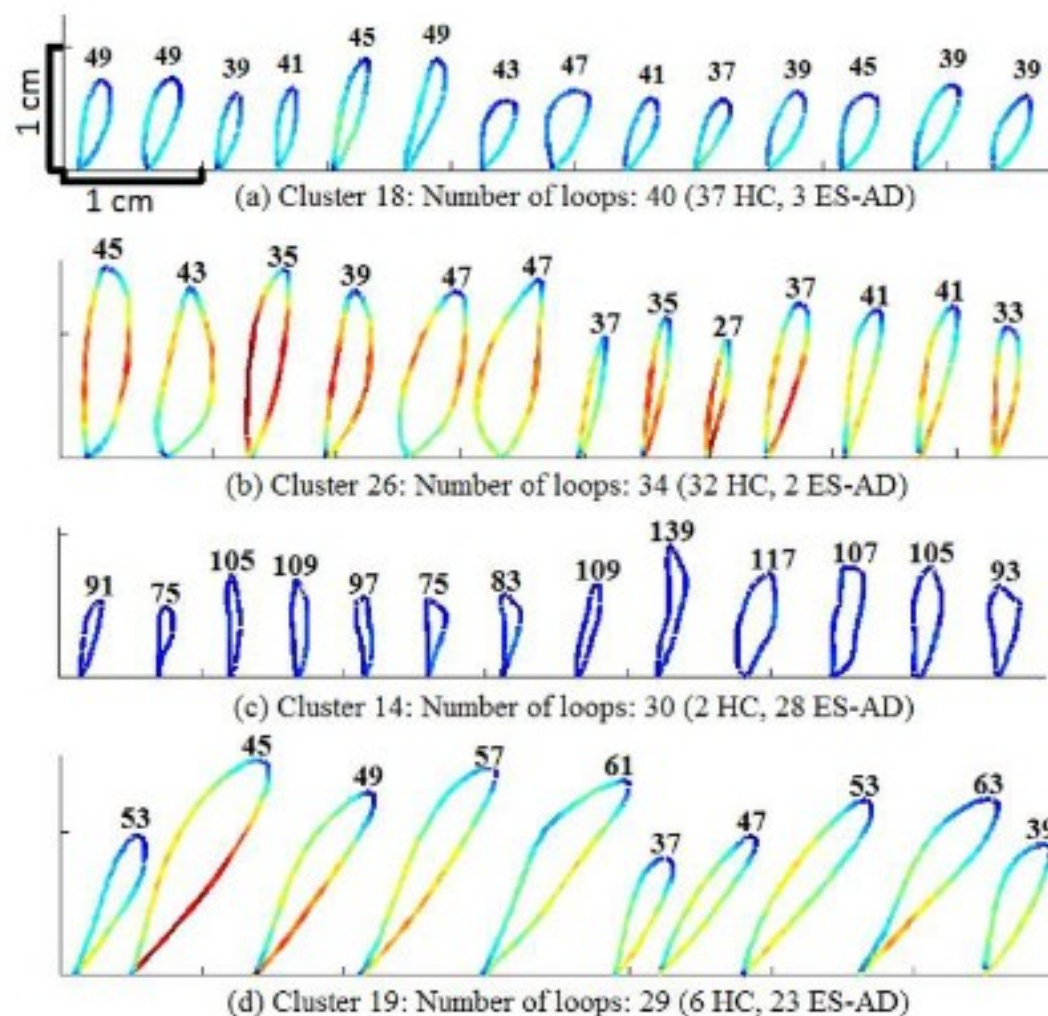 49 49 39 41 45 49 43 47 41 37 39 45 39 39
1 cm
1 cm
(a) Cluster 18: Number of loops: 40 (37 HC, 3 ES-AD)
45 43 35 39 47 47 37 35 27 37 41 41 33
(b) Cluster 26: Number of loops: 34 (32 HC, 2 ES-AD)
91 75 105 109 97 75 83 109 139 117 107 105 93
(c) Cluster 14: Number of loops: 30 (2 HC, 28 ES-AD)
53 45 49 57 61 37 47 53 63 39
(d) Cluster 19: Number of loops: 29 (6 HC, 23 ES-AD)